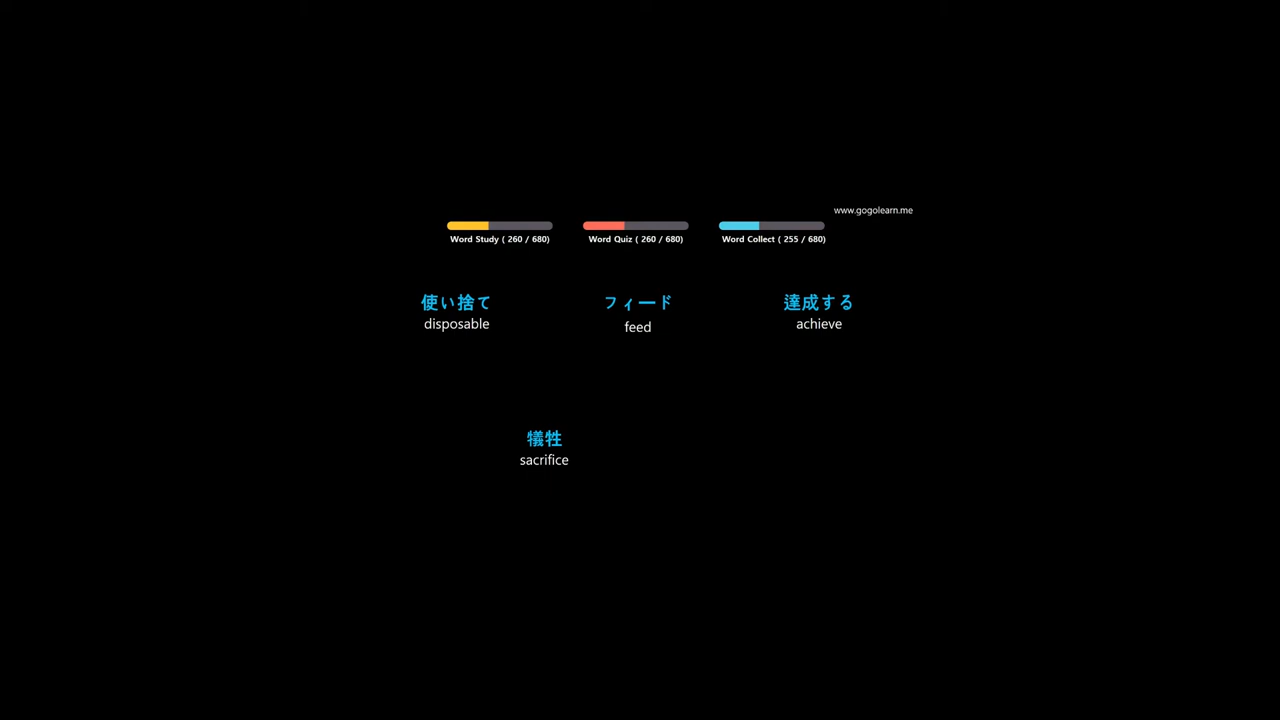 www.gogolearn.me
Word Study ( 260 / 680)
Word Quiz ( 260 / 680)
Word Collect ( 255 / 680)
使い捨て
disposable
フィード
feed
達成する
achieve
犠牲
sacrifice